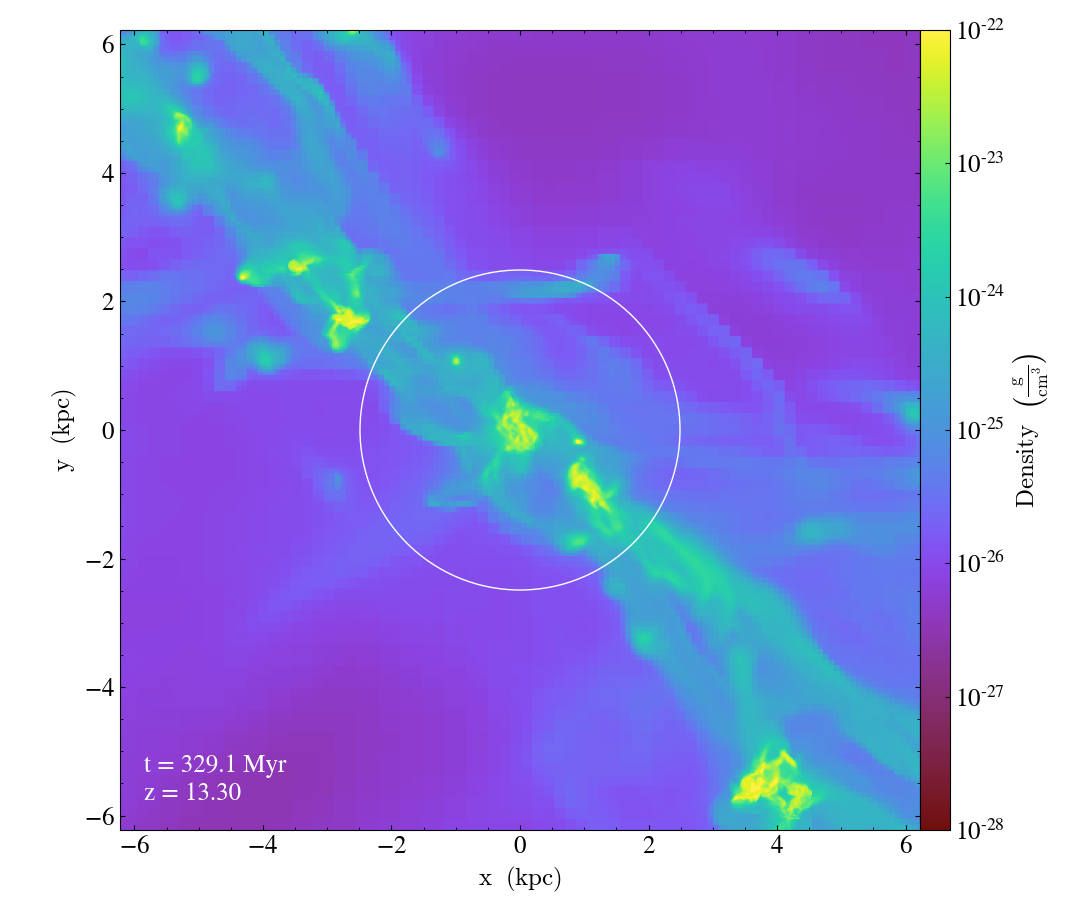 6
4
2
0
−2
−4
−6
y (kpc)
t = 329.1 Myr
z = 13.30
−6 −4 −2 0 2 4 6
x (kpc)
10^-22
10^-23
10^-24
10^-25
10^-26
10^-27
10^-28
Density (g/cm^3)